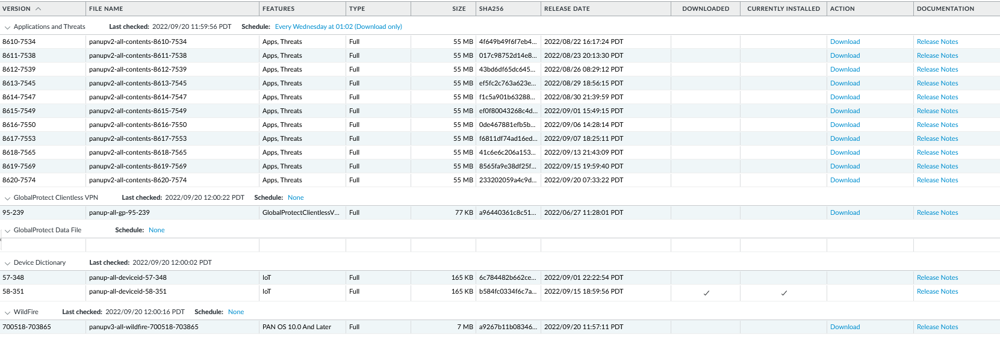 VERSION FILE NAME FEATURES TYPE SIZE SHA256 RELEASE DATE DOWNLOADED CURRENTLY INSTALLED ACTION DOCUMENTATION
Applications and Threats Last checked: 2022/09/20 11:59:56 PDT Schedule: Every Wednesday at 01:02 (Download only)
8610-7534 panupv2-all-contents-8610-7534 Apps, Threats Full 55 MB 4f649b49f6f7eb4... 2022/08/22 16:17:24 PDT Download Release Notes
8611-7538 panupv2-all-contents-8611-7538 Apps, Threats Full 55 MB 017c98752d14e8... 2022/08/23 20:13:30 PDT Download Release Notes
8612-7539 panupv2-all-contents-8612-7539 Apps, Threats Full 55 MB 43bd6df65dc645... 2022/08/26 08:29:12 PDT Download Release Notes
8613-7545 panupv2-all-contents-8613-7545 Apps, Threats Full 55 MB ef5fc2c763a623e... 2022/08/29 18:56:15 PDT Download Release Notes
8614-7547 panupv2-all-contents-8614-7547 Apps, Threats Full 55 MB f1c5a901b63288... 2022/08/30 21:39:59 PDT Download Release Notes
8615-7549 panupv2-all-contents-8615-7549 Apps, Threats Full 55 MB ef0f80043268c4d... 2022/09/01 15:49:15 PDT Download Release Notes
8616-7550 panupv2-all-contents-8616-7550 Apps, Threats Full 55 MB 0de467881efb5b... 2022/09/06 14:28:14 PDT Download Release Notes
8617-7553 panupv2-all-contents-8617-7553 Apps, Threats Full 55 MB f6811df74ad16ed... 2022/09/07 18:25:11 PDT Download Release Notes
8618-7565 panupv2-all-contents-8618-7565 Apps, Threats Full 55 MB 41c6e6c206a153... 2022/09/13 21:43:09 PDT Download Release Notes
8619-7569 panupv2-all-contents-8619-7569 Apps, Threats Full 55 MB 8565fa9e38df25f... 2022/09/15 19:59:40 PDT Download Release Notes
8620-7574 panupv2-all-contents-8620-7574 Apps, Threats Full 55 MB 233202059a4c9d... 2022/09/20 07:33:22 PDT Download Release Notes
GlobalProtect Clientless VPN Last checked: 2022/09/20 12:00:22 PDT Schedule: None
95-239 panup-all-gp-95-239 GlobalProtectClientlessV... Full 77 KB a96440361c8c51... 2022/06/27 11:28:01 PDT Download Release Notes
GlobalProtect Data File Schedule: None
Device Dictionary Last checked: 2022/09/20 12:00:02 PDT
57-348 panup-all-deviceid-57-348 IoT Full 165 KB 6c784482b662ce... 2022/09/01 22:22:54 PDT Release Notes
58-351 panup-all-deviceid-58-351 IoT Full 165 KB b584fc0334f6c7a... 2022/09/15 18:59:56 PDT ✓ ✓ Release Notes
WildFire Last checked: 2022/09/20 12:00:16 PDT Schedule: None
700518-703865 panupv3-all-wildfire-700518-703865 PAN OS 10.0 And Later Full 7 MB a9267b11b08346... 2022/09/20 11:57:11 PDT Download Release Notes